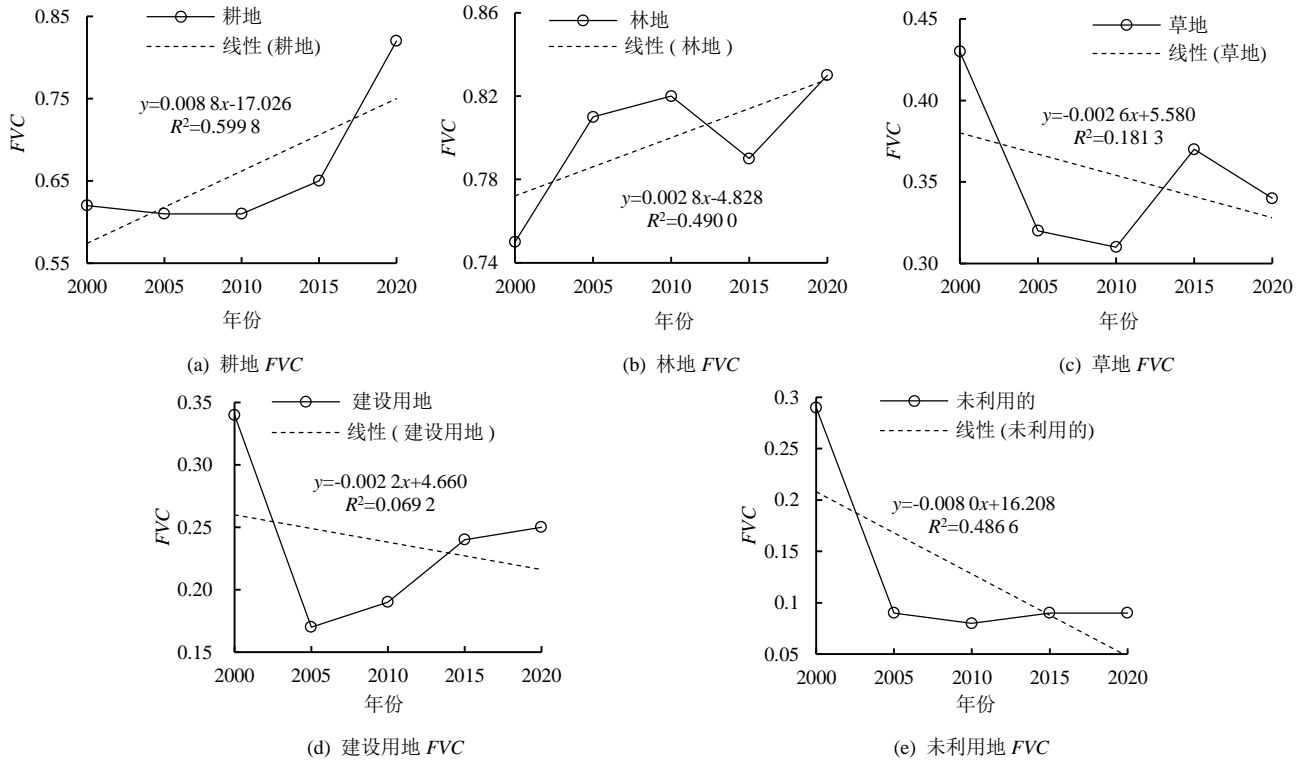 0.85
0.75
0.65
0.55
FVC
耕地
线性 (耕地)
y=0.008 8x-17.026
R²=0.599 8
2000 2005 2010 2015 2020
年份
(a) 耕地 FVC
0.86
0.82
0.78
0.74
FVC
林地
线性 ( 林地 )
y=0.002 8x-4.828
R²=0.490 0
2000 2005 2010 2015 2020
年份
(b) 林地 FVC
0.45
0.40
0.35
0.30
FVC
草地
线性 (草地)
y=-0.002 6x+5.580
R²=0.181 3
2000 2005 2010 2015 2020
年份
(c) 草地 FVC
0.35
0.30
0.25
0.20
0.15
FVC
建设用地
线性 ( 建设用地 )
y=-0.002 2x+4.660
R²=0.069 2
2000 2005 2010 2015 2020
年份
(d) 建设用地 FVC
0.3
0.25
0.2
0.15
0.1
0.05
FVC
未利用的
线性 (未利用的)
y=-0.008 0x+16.208
R²=0.486 6
2000 2005 2010 2015 2020
年份
(e) 未利用地 FVC